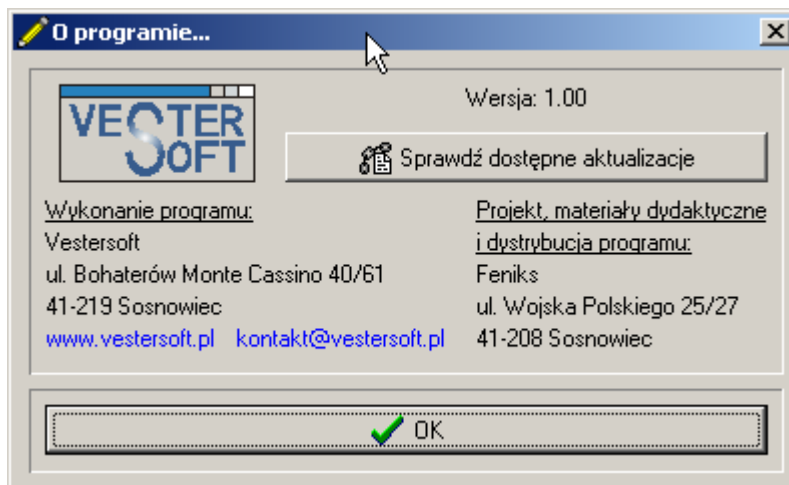 O programie...
VESTER
SOFT
Wersja: 1.00
Sprawdź dostępne aktualizacje
Wykonanie programu:
Vestersoft
ul. Bohaterów Monte Cassino 40/61
41-219 Sosnowiec
www.vestersoft.pl kontakt@vestersoft.pl
Projekt, materiały dydaktyczne
i dystrybucja programu:
Feniks
ul. Wojska Polskiego 25/27
41-208 Sosnowiec
OK